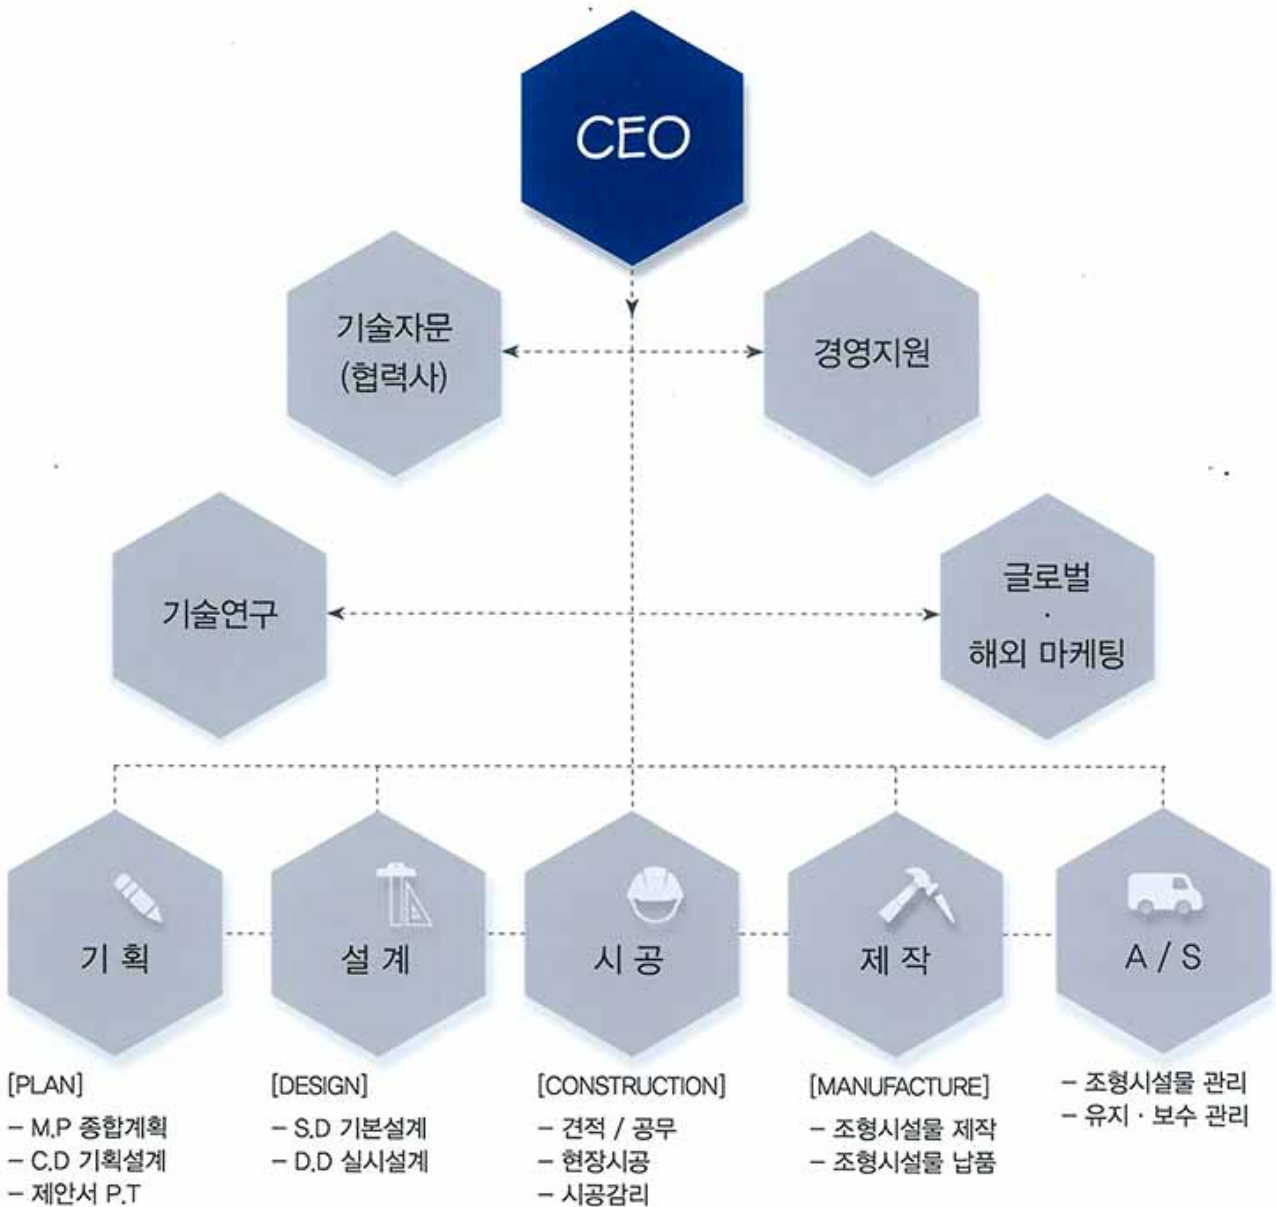 CEO
기술자문
(협력사)
경영지원
기술연구
글로벌
·
해외 마케팅
기 획
설 계
시 공
제 작
A / S
[PLAN]
- M.P 종합계획
- C.D 기획설계
- 제안서 P.T
[DESIGN]
- S.D 기본설계
- D.D 실시설계
[CONSTRUCTION]
- 견적 / 공무
- 현장시공
- 시공감리
[MANUFACTURE]
- 조형시설물 제작
- 조형시설물 납품
- 조형시설물 관리
- 유지 · 보수 관리